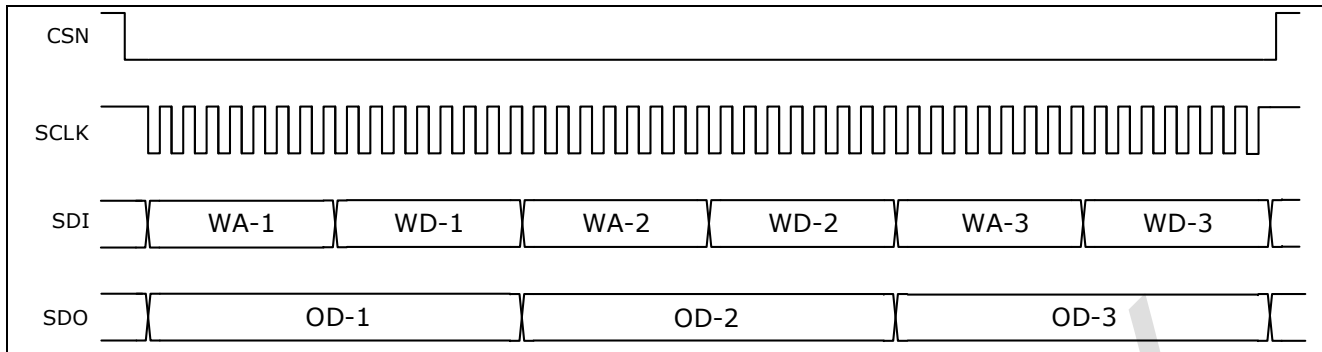 CSN
SCLK
SDI WA-1 WD-1 WA-2 WD-2 WA-3 WD-3
SDO OD-1 OD-2 OD-3